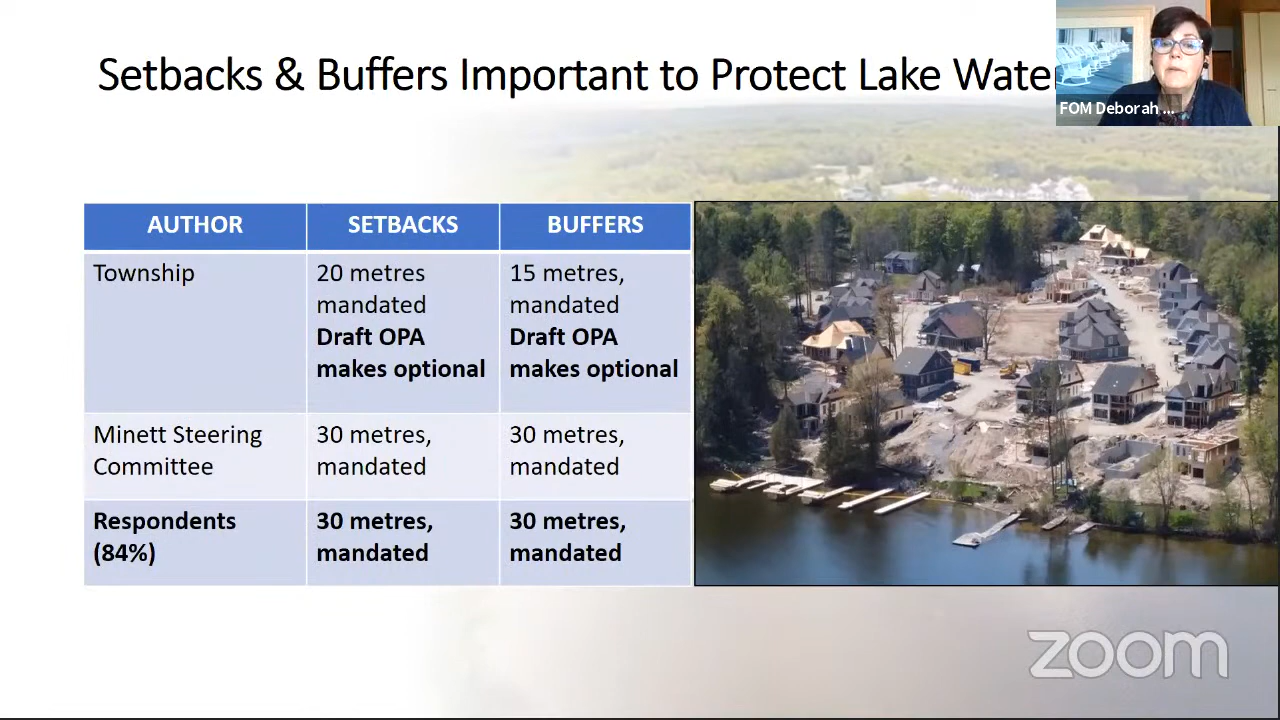 Setbacks & Buffers Important to Protect Lake Water
FOM Deborah ...
AUTHOR SETBACKS BUFFERS
Township 20 metres 15 metres,
mandated mandated
Draft OPA Draft OPA
makes optional makes optional
Minett Steering 30 metres, 30 metres,
Committee mandated mandated
Respondents 30 metres, 30 metres,
(84%) mandated mandated
zoom